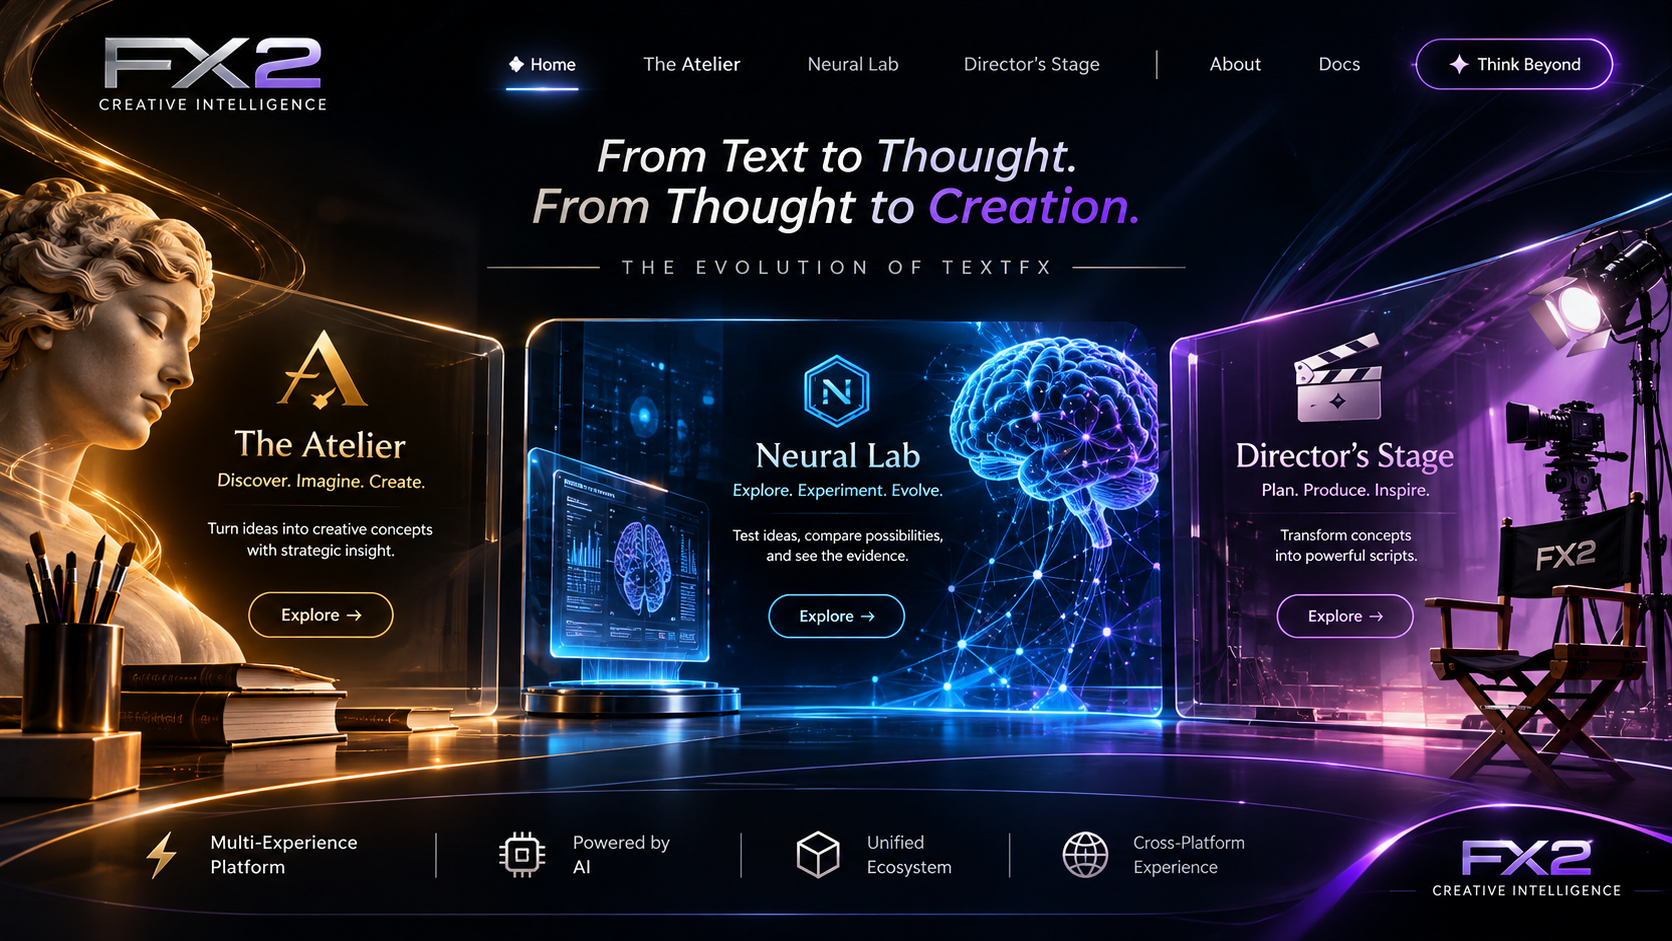 FX2
CREATIVE INTELLIGENCE
Home
The Atelier
Neural Lab
Director's Stage
About
Docs
Think Beyond
From Text to Thouıght.
From Thought to Creation.
THE EVOLUTION OF TEXTFX
The Atelier
Discover. Imagine. Create.
Turn ideas into creative concepts
with strategic insight.
Explore →
N
Neural Lab
Explore. Experiment. Evolve.
Test ideas, compare possibilities,
and see the evidence.
Explore →
Director's Stage
Plan. Produce. Inspire.
Transform concepts
into powerful scripts.
Explore →
FX2
Multi-Experience
Platform
Powered by
AI
Unified
Ecosystem
Cross-Platform
Experience
FX2
CREATIVE INTELLIGENCE